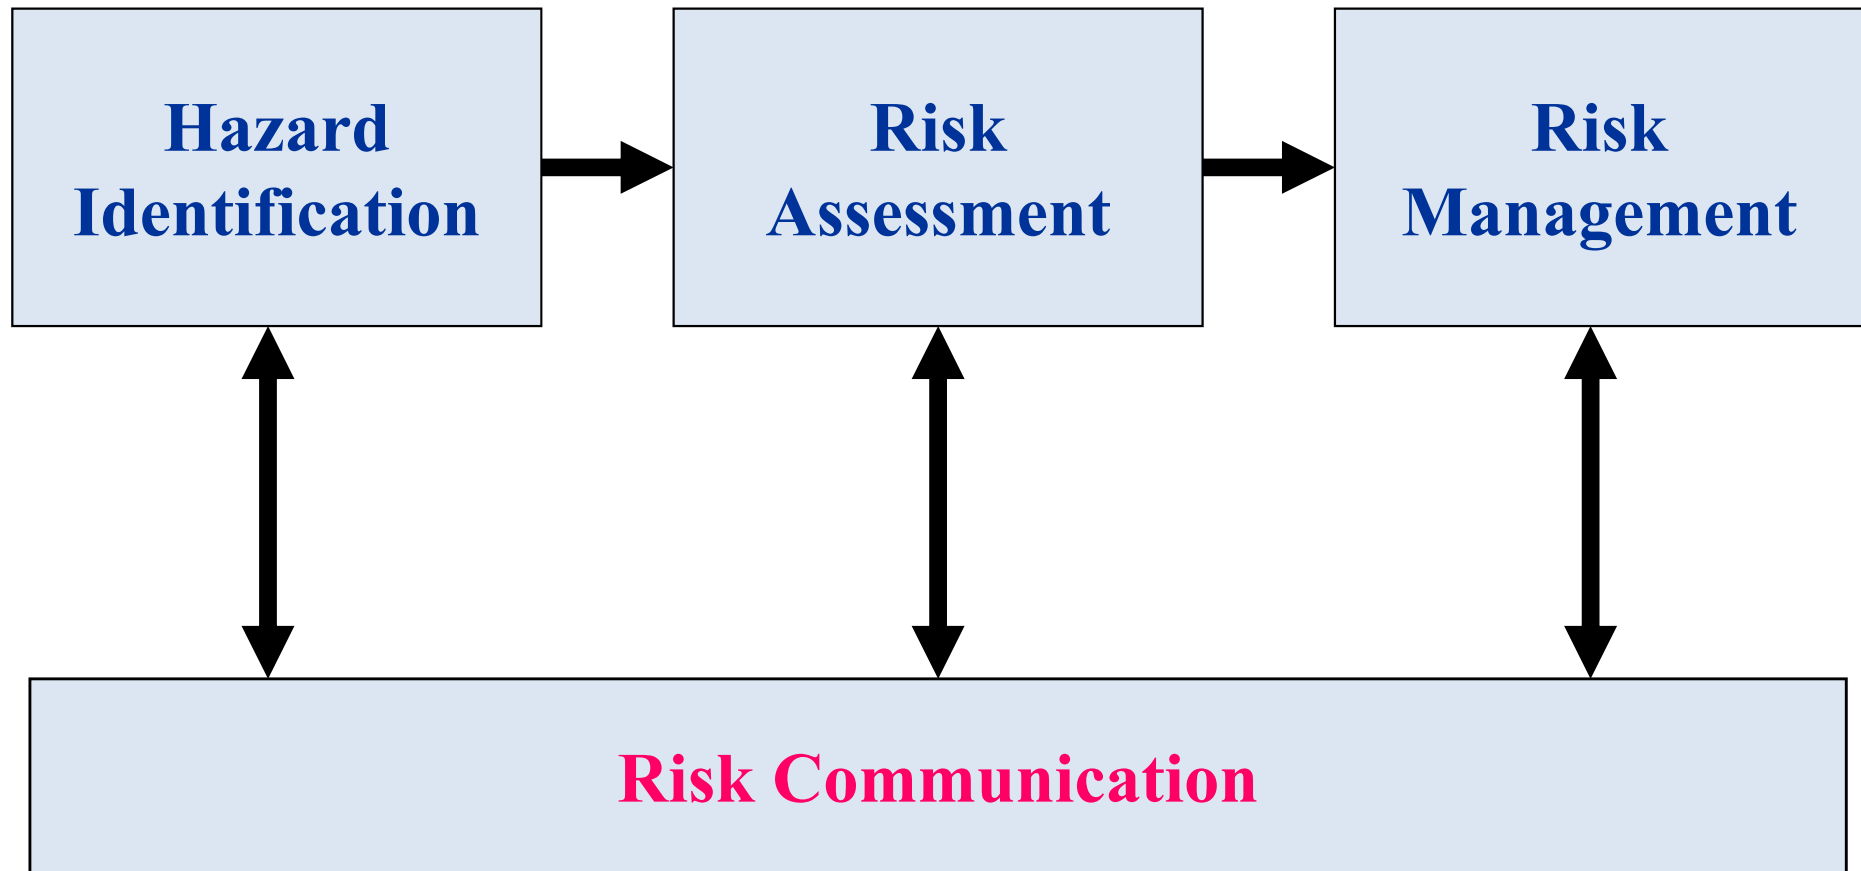 Hazard
Identification
Risk
Assessment
Risk
Management
Risk Communication